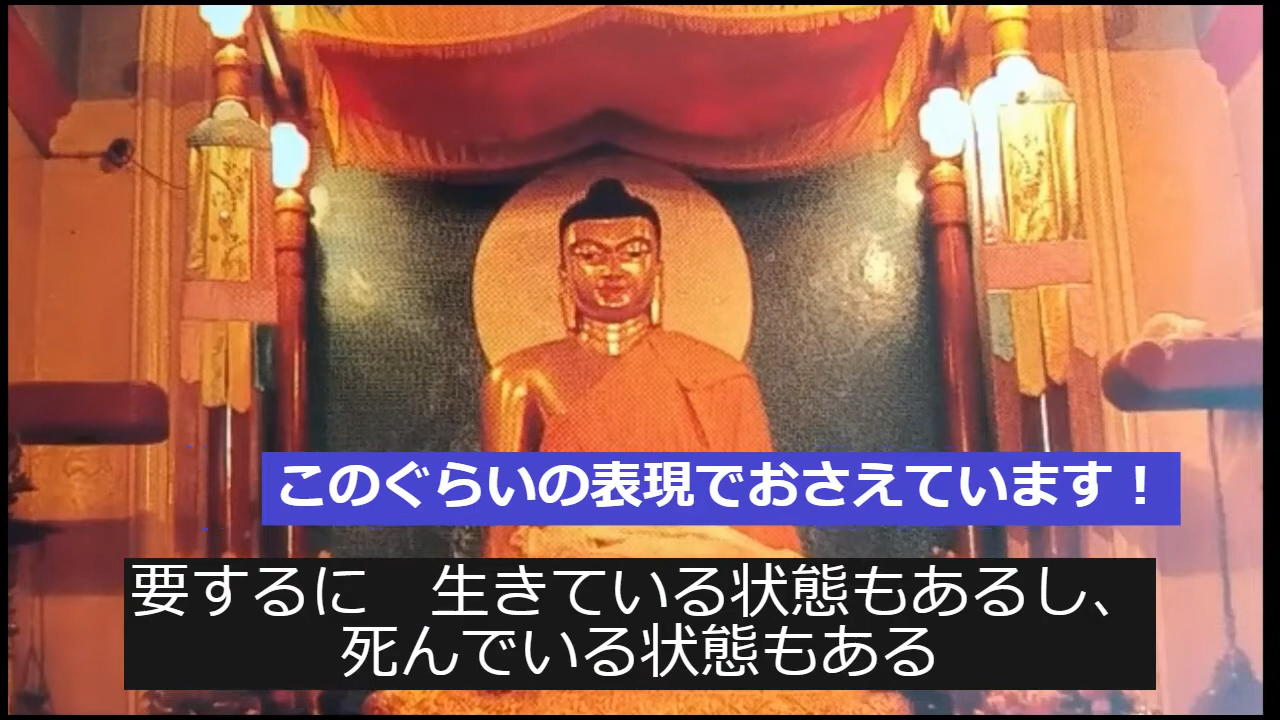 このぐらいの表現でおさえています！
要するに　生きている状態もあるし、
死んでいる状態もある